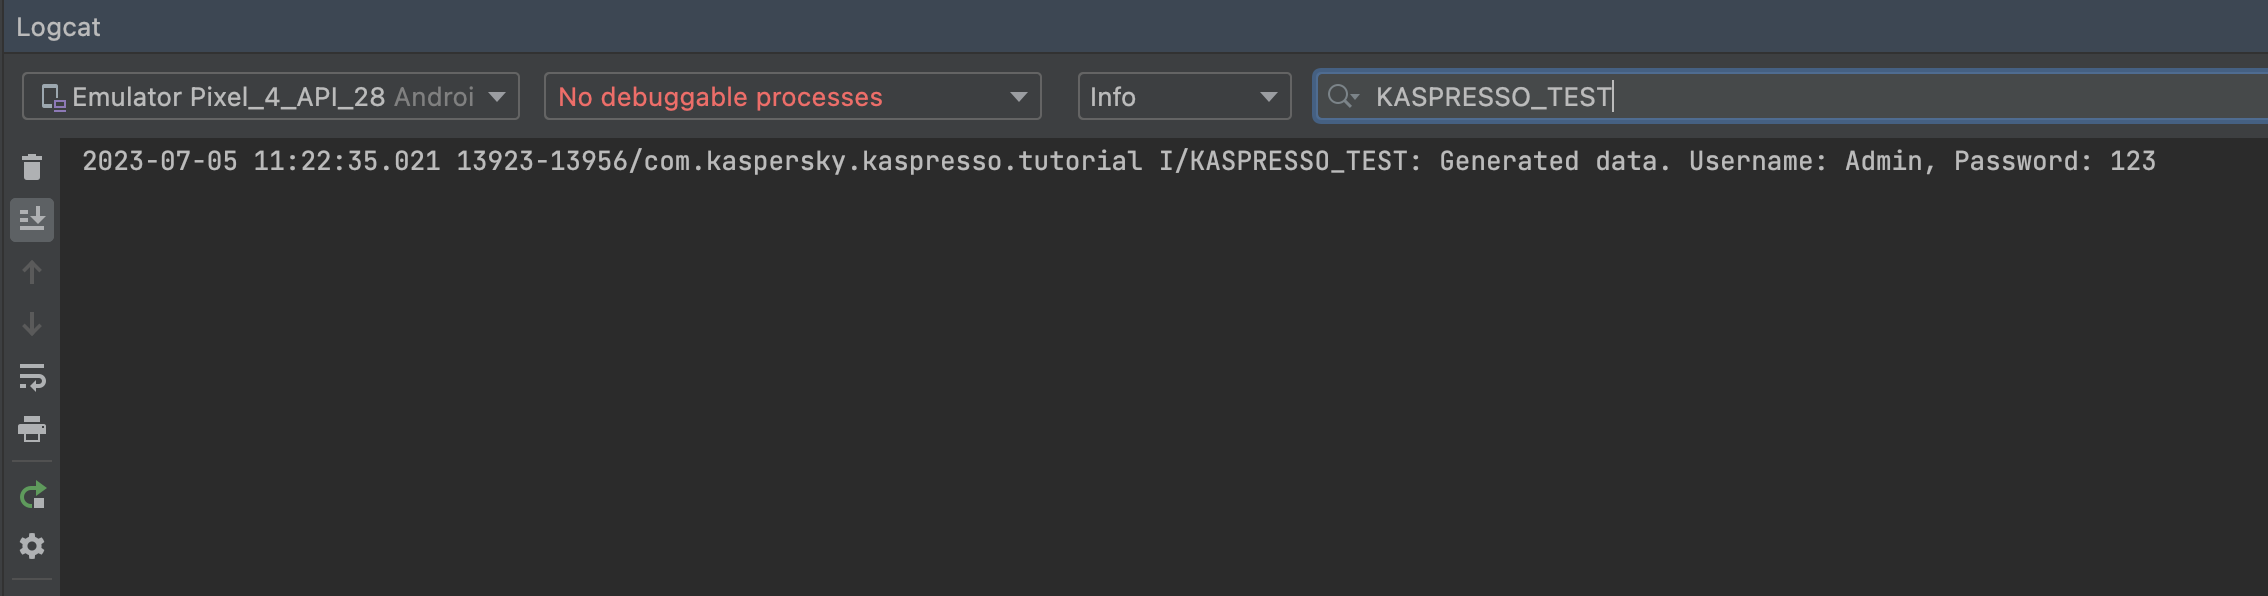 Logcat
Emulator Pixel_4_API_28 Androi No debuggable processes Info KASPRESSO_TEST
2023-07-05 11:22:35.021 13923-13956/com.kaspersky.kaspresso.tutorial I/KASPRESSO_TEST: Generated data. Username: Admin, Password: 123